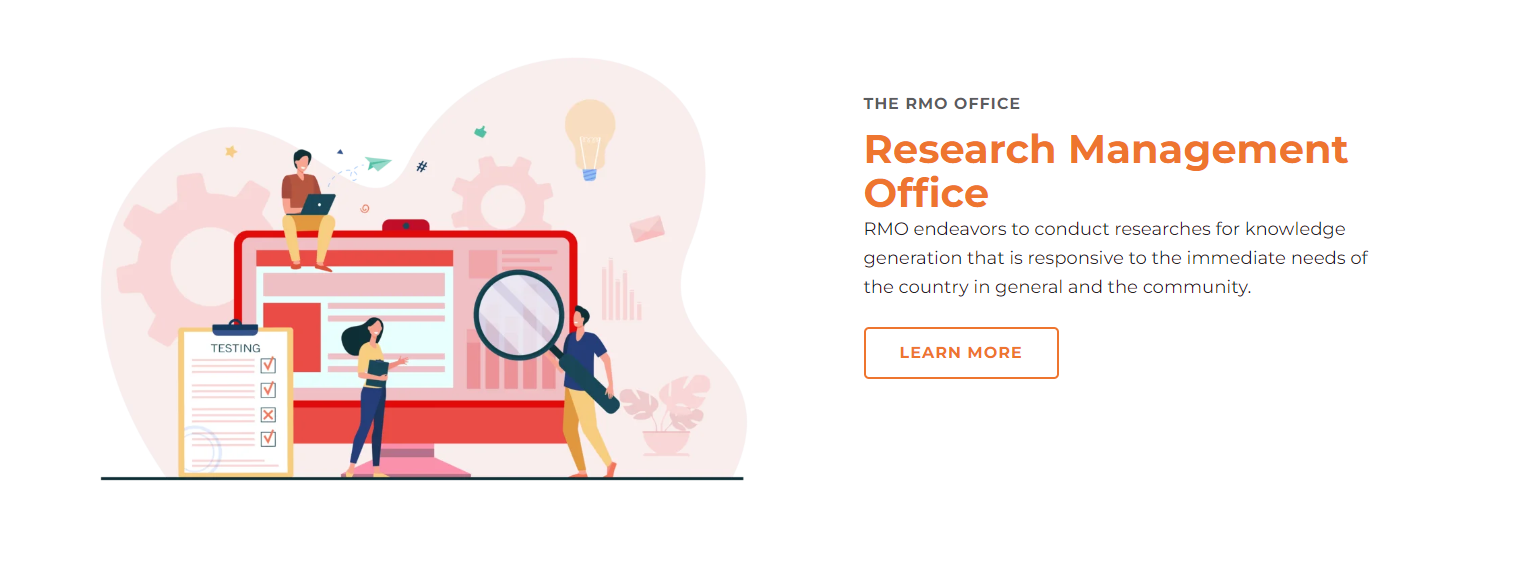 THE RMO OFFICE
Research Management
Office
RMO endeavors to conduct researches for knowledge
generation that is responsive to the immediate needs of
the country in general and the community.
LEARN MORE
TESTING
#